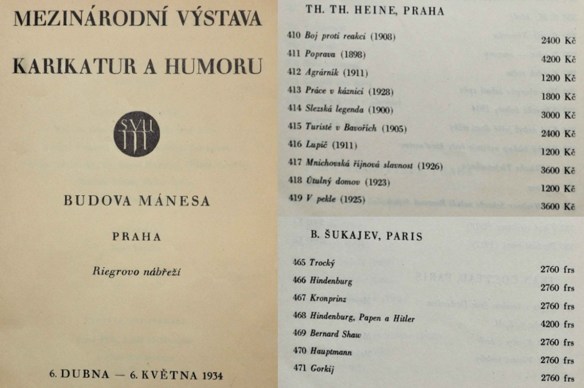 MEZINÁRODNÍ VÝSTAVA
KARIKATUR A HUMORU
SVU
BUDOVA MÁNESA
PRAHA
Riegrovo nábřeží
6. DUBNA — 6. KVĚTNA 1934
TH. TH. HEINE, PRAHA
410 Boj proti reakci (1908) 2400 Kč
411 Poprava (1898) 4200 Kč
412 Agrárník (1911) 1200 Kč
413 Práce v káznici (1928) 1800 Kč
414 Slezská legenda (1900) 3000 Kč
415 Turisté v Bavořích (1905) 2400 Kč
416 Lupič (1911) 1200 Kč
417 Mnichovská říjnová slavnost (1926) 3600 Kč
418 Útulný domov (1923) 1200 Kč
419 V pekle (1925) 3600 Kč
B. ŠUKAJEV, PARIS
465 Trocký 2760 frs
466 Hindenburg 2760 frs
467 Kronprinz 2760 frs
468 Hindenburg, Papen a Hitler 4200 frs
469 Bernard Shaw 2760 frs
470 Hauptmann 2760 frs
471 Gorkij 2760 frs